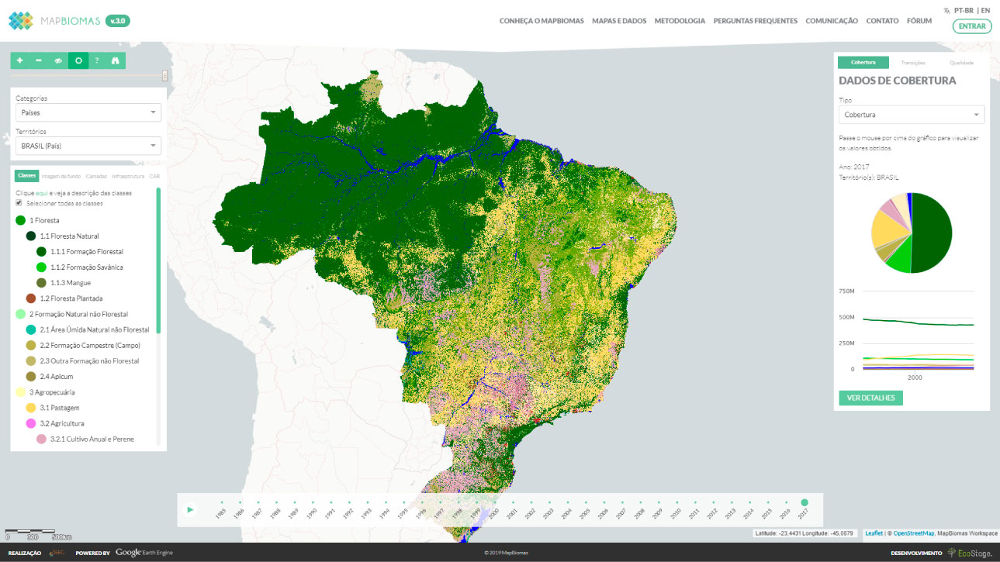 MAPBIOMAS v.3.0
CONHEÇA O MAPBIOMAS MAPAS E DADOS METODOLOGIA PERGUNTAS FREQUENTES COMUNICAÇÃO CONTATO FÓRUM
PT-BR | EN
ENTRAR
+ − ?
Categorias
Países
Territórios
BRASIL (País)
Classes Imagem de fundo Camadas Infraestrutura CAR
Clique aqui e veja a descrição das classes
Selecionar todas as classes
1 Floresta
1.1 Floresta Natural
1.1.1 Formação Florestal
1.1.2 Formação Savânica
1.1.3 Mangue
1.2 Floresta Plantada
2 Formação Natural não Florestal
2.1 Área Úmida Natural não Florestal
2.2 Formação Campestre (Campo)
2.3 Outra Formação não Florestal
2.4 Apicum
3 Agropecuária
3.1 Pastagem
3.2 Agricultura
3.2.1 Cultivo Anual e Perene
Cobertura Transições Qualidade
DADOS DE COBERTURA
Tipo
Cobertura
Passe o mouse por cima do gráfico para visualizar
os valores obtidos.
Ano: 2017
Território(s): BRASIL
750M
500M
250M
0
2000
VER DETALHES
1985 1986 1987 1988 1989 1990 1991 1992 1993 1994 1995 1996 1997 1998 1999 2000 2001 2002 2003 2004 2005 2006 2007 2008 2009 2010 2011 2012 2013 2014 2015 2016 2017
0 300 500km
Latitude: -23,4431 Longitude: -45,0879
Leaflet | © OpenStreetMap, MapBiomas Workspace
REALIZAÇÃO SEEG POWERED BY Google Earth Engine
© 2019 MapBiomas
DESENVOLVIMENTO EcoStage.